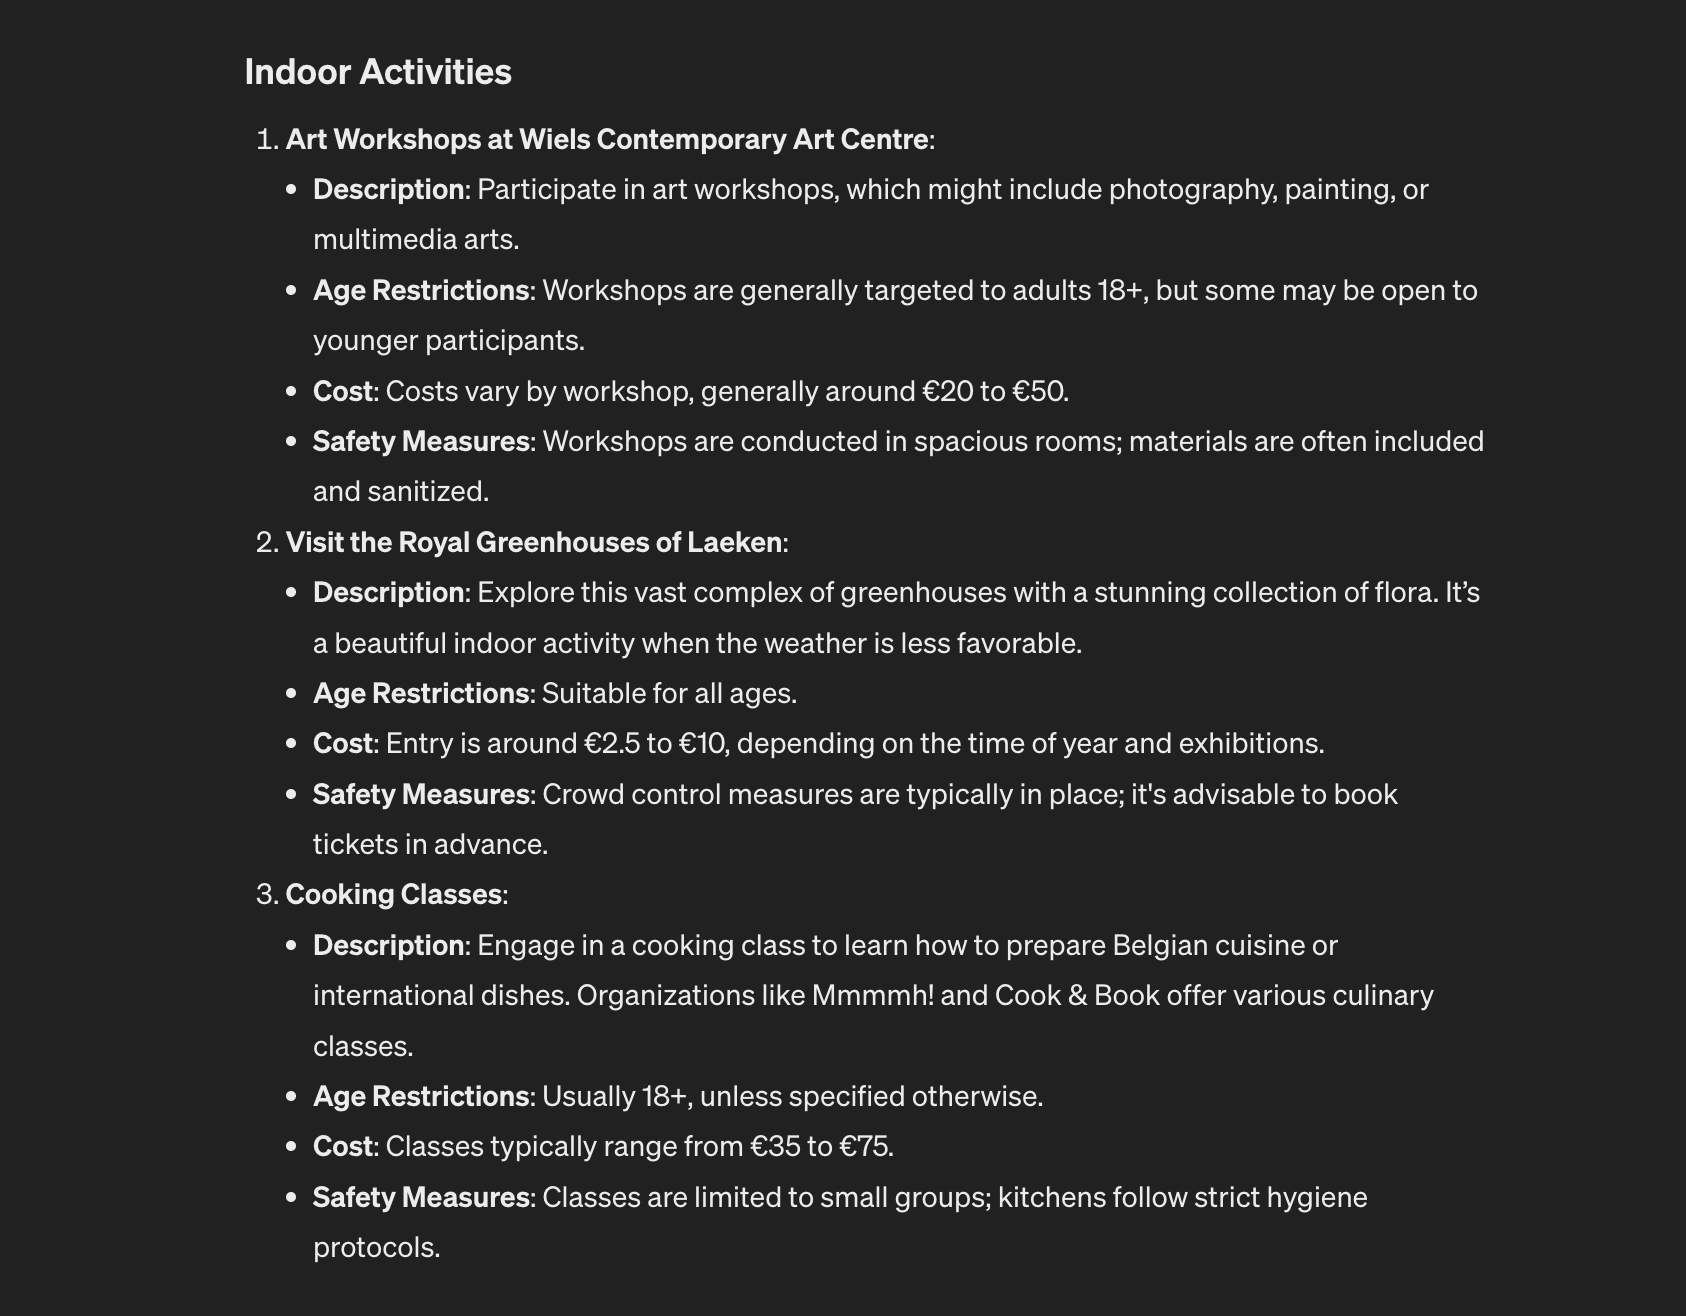 Indoor Activities
1. Art Workshops at Wiels Contemporary Art Centre:
• Description: Participate in art workshops, which might include photography, painting, or
multimedia arts.
• Age Restrictions: Workshops are generally targeted to adults 18+, but some may be open to
younger participants.
• Cost: Costs vary by workshop, generally around €20 to €50.
• Safety Measures: Workshops are conducted in spacious rooms; materials are often included
and sanitized.
2. Visit the Royal Greenhouses of Laeken:
• Description: Explore this vast complex of greenhouses with a stunning collection of flora. It’s
a beautiful indoor activity when the weather is less favorable.
• Age Restrictions: Suitable for all ages.
• Cost: Entry is around €2.5 to €10, depending on the time of year and exhibitions.
• Safety Measures: Crowd control measures are typically in place; it's advisable to book
tickets in advance.
3. Cooking Classes:
• Description: Engage in a cooking class to learn how to prepare Belgian cuisine or
international dishes. Organizations like Mmmmh! and Cook & Book offer various culinary
classes.
• Age Restrictions: Usually 18+, unless specified otherwise.
• Cost: Classes typically range from €35 to €75.
• Safety Measures: Classes are limited to small groups; kitchens follow strict hygiene
protocols.